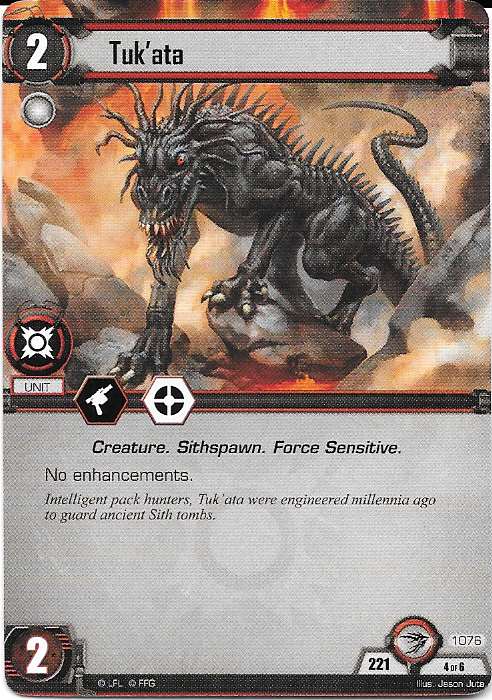 2
Tuk'ata
UNIT
Creature. Sithspawn. Force Sensitive.
No enhancements.
Intelligent pack hunters, Tuk'ata were engineered millennia ago
to guard ancient Sith tombs.
2
1076
221
4 OF 6
© LFL © FFG
Illus. Jason Juta